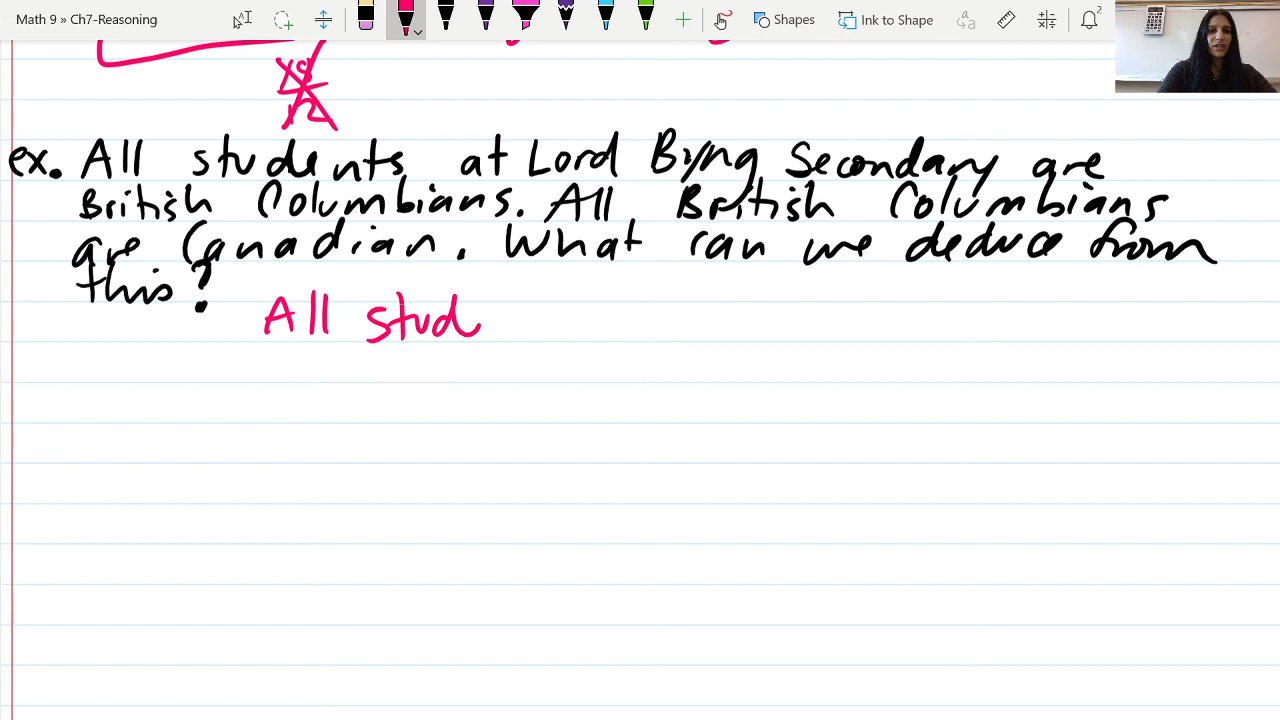 Math 9 » Ch7-Reasoning
Shapes
Ink to Shape
2
ex. All students at Lord Byng Secondary are
British Columbians. All British Columbians
are Canadian. What can we deduce from
this?
All stud